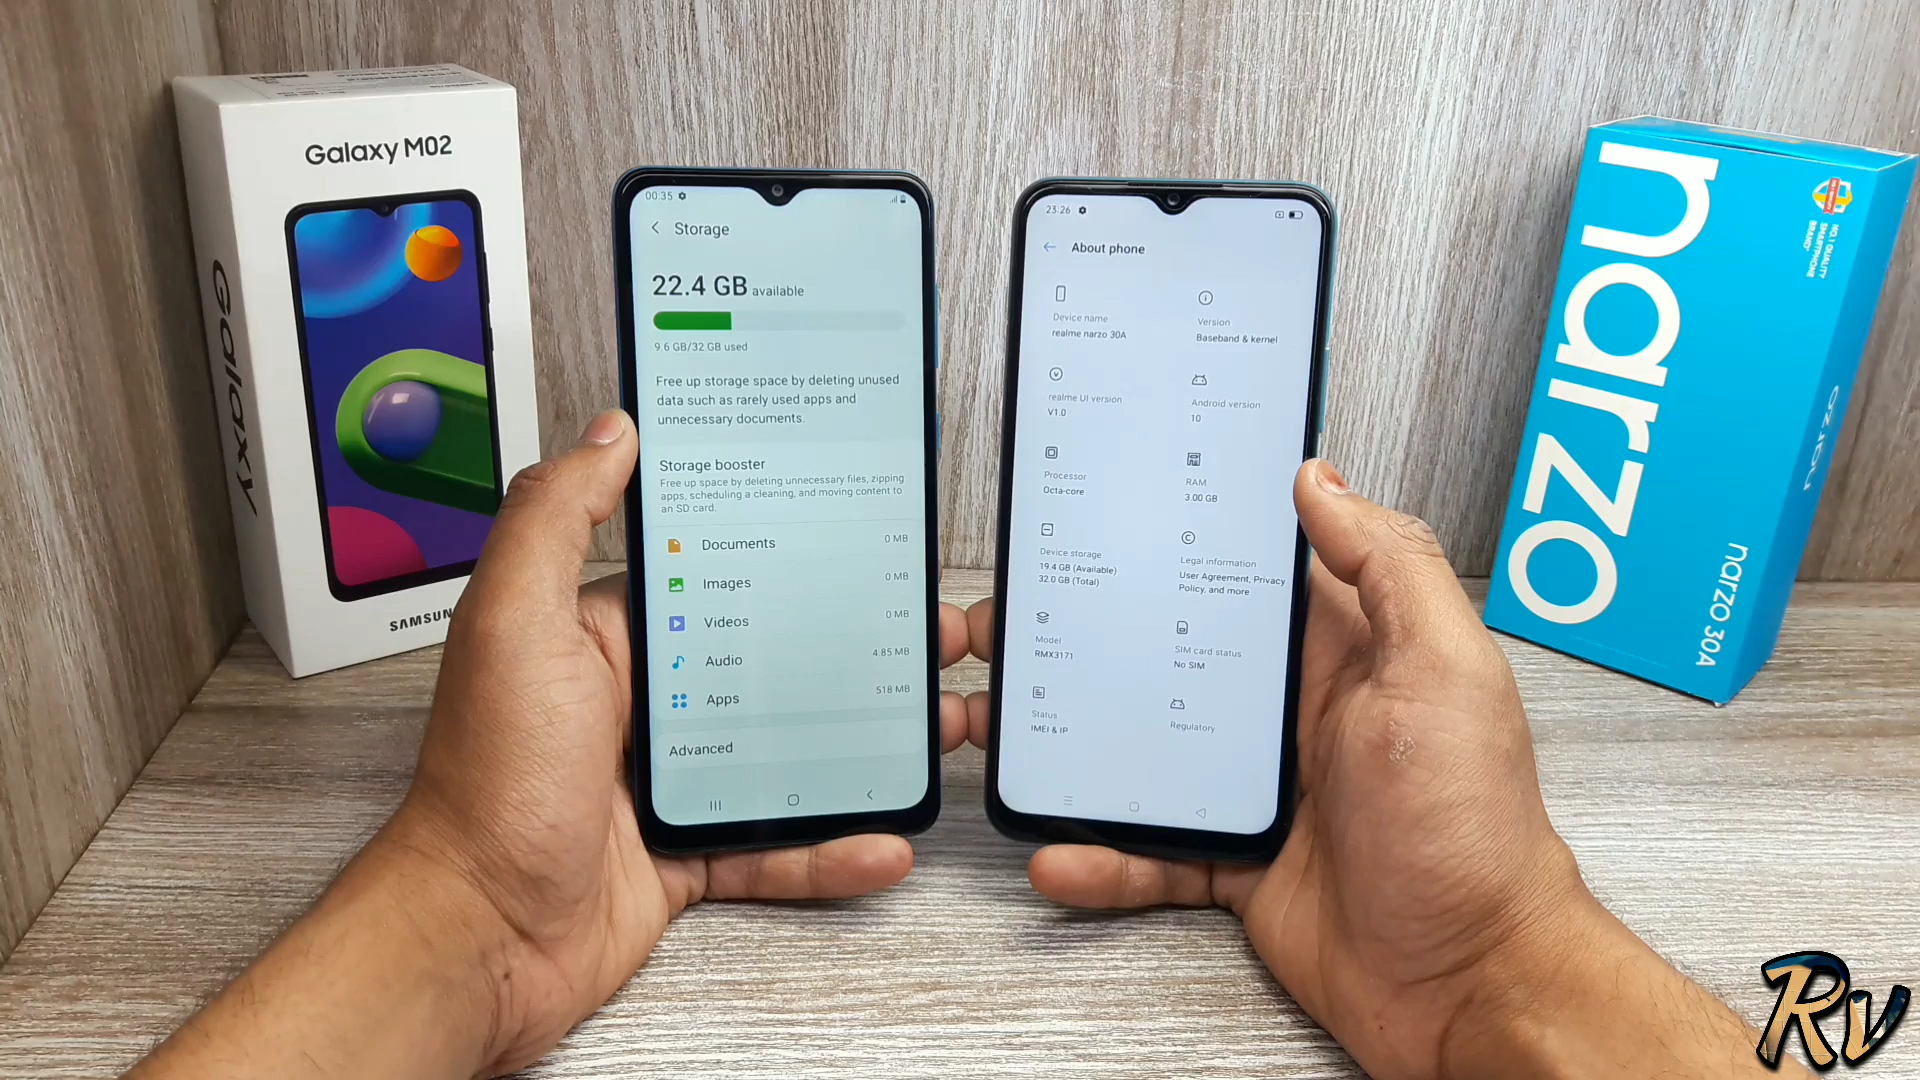 Galaxy M02
Galaxy
SAMSUN
00:35
Storage
22.4 GB available
9.6 GB/32 GB used
Free up storage space by deleting unused
data such as rarely used apps and
unnecessary documents.
Storage booster
Free up space by deleting unnecessary files, zipping
apps, scheduling a cleaning, and moving content to
an SD card.
Documents 0 MB
Images 0 MB
Videos 0 MB
Audio 4.85 MB
Apps 518 MB
Advanced
23:26
About phone
Device name
realme narzo 30A
Version
Baseband & kernel
realme UI version
V1.0
Android version
10
Processor
Octa-core
RAM
3.00 GB
Device storage
19.4 GB (Available)
32.0 GB (Total)
Legal information
User Agreement, Privacy
Policy, and more
Model
RMX3171
SIM card status
No SIM
Status
IMEI & IP
Regulatory
narzo
narzo 30A
narzo
NO.1 QUALITY
SMARTPHONE
BRAND*
Rv